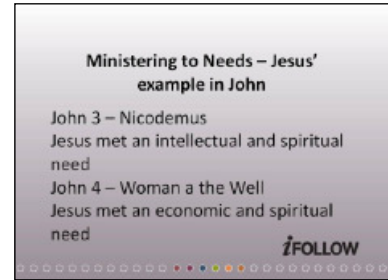 Ministering to Needs – Jesus'
example in John
John 3 – Nicodemus
Jesus met an intellectual and spiritual
need
John 4 – Woman a the Well
Jesus met an economic and spiritual
need
iFOLLOW